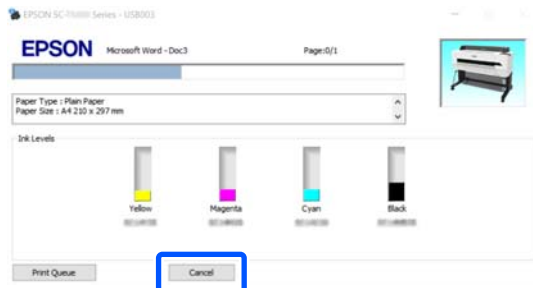 EPSON SC- Series - USB003
EPSON Microsoft Word - Doc3 Page:0/1
Paper Type : Plain Paper
Paper Size : A4 210 x 297 mm
Ink Levels
Yellow Magenta Cyan Black
Print Queue Cancel